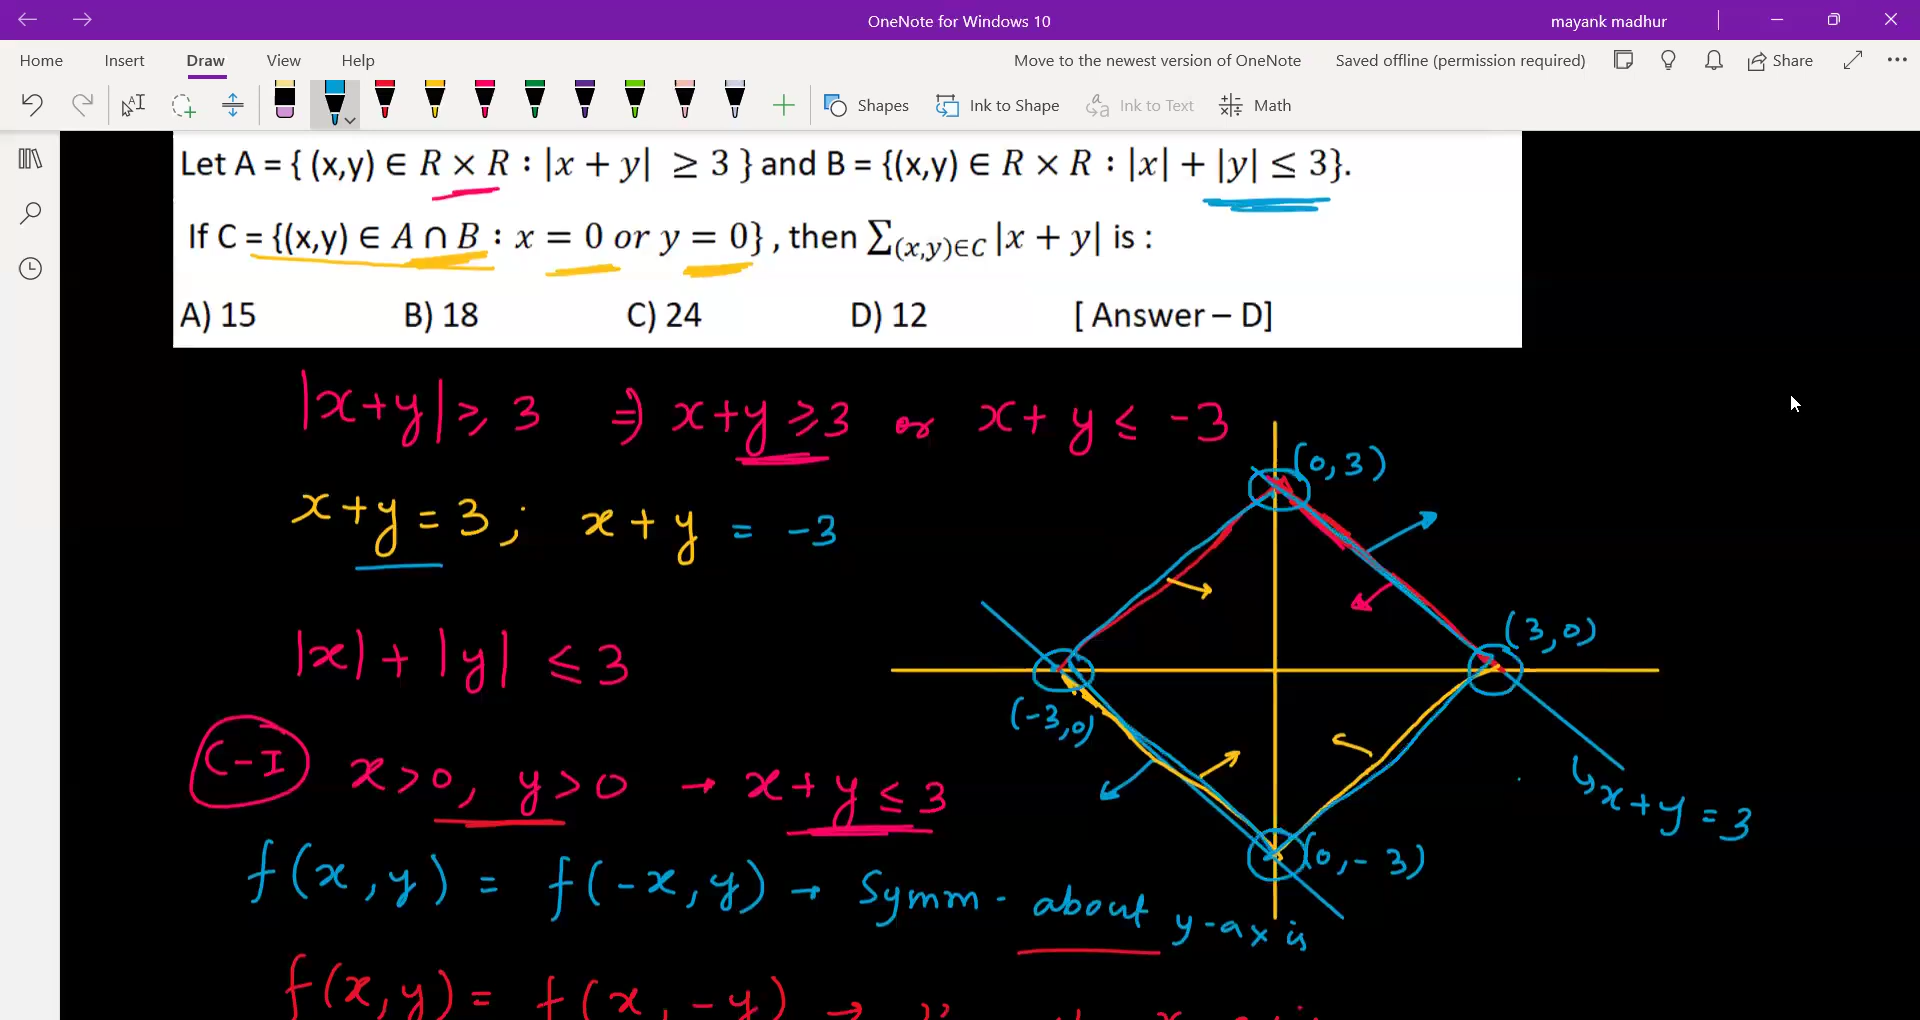 OneNote for Windows 10
mayank madhur
Home Insert Draw View Help
Move to the newest version of OneNote Saved offline (permission required) Share
Shapes Ink to Shape Ink to Text Math
Let A = { (x,y) ∈ R × R : |x + y| ≥ 3 } and B = {(x,y) ∈ R × R : |x| + |y| ≤ 3}.
If C = {(x,y) ∈ A ∩ B : x = 0 or y = 0} , then ∑(x,y)∈C |x + y| is :
A) 15 B) 18 C) 24 D) 12 [ Answer – D]
|x+y| ≥ 3 ⇒ x+y ≥ 3 or x+y ≤ -3
(0,3)
x+y = 3 ; x+y = -3
(3,0)
|x| + |y| ≤ 3
(-3,0)
C-I x>0, y>0 → x+y ≤ 3
↳ x+y = 3
(0,-3)
f(x,y) = f(-x,y) → Symm. about y-axis
f(x,y) = f(x,-y) → "